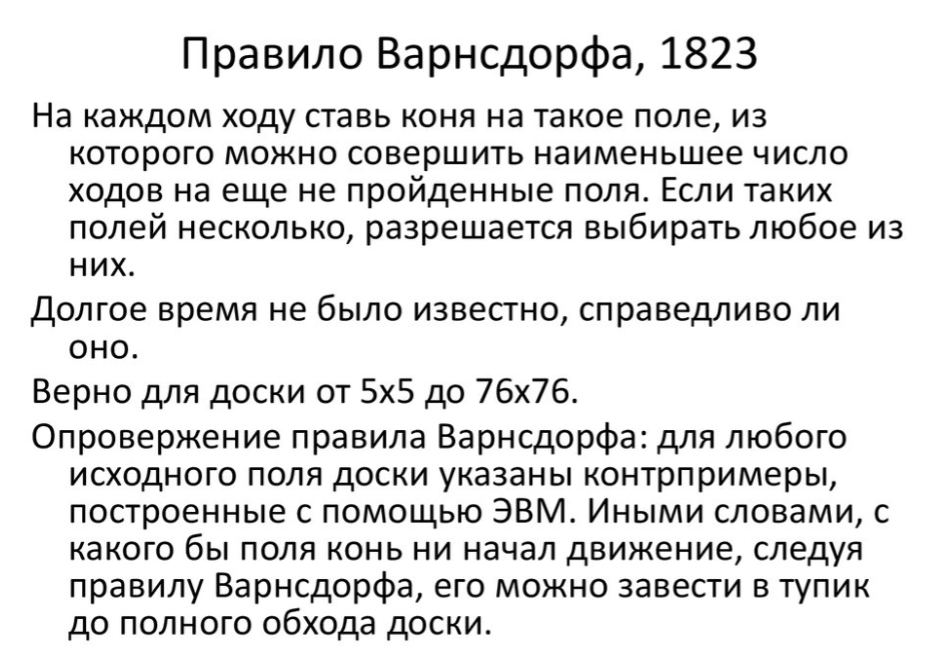 Правило Варнсдорфа, 1823
На каждом ходу ставь коня на такое поле, из
которого можно совершить наименьшее число
ходов на еще не пройденные поля. Если таких
полей несколько, разрешается выбирать любое из
них.
Долгое время не было известно, справедливо ли
оно.
Верно для доски от 5х5 до 76х76.
Опровержение правила Варнсдорфа: для любого
исходного поля доски указаны контрпримеры,
построенные с помощью ЭВМ. Иными словами, с
какого бы поля конь ни начал движение, следуя
правилу Варнсдорфа, его можно завести в тупик
до полного обхода доски.